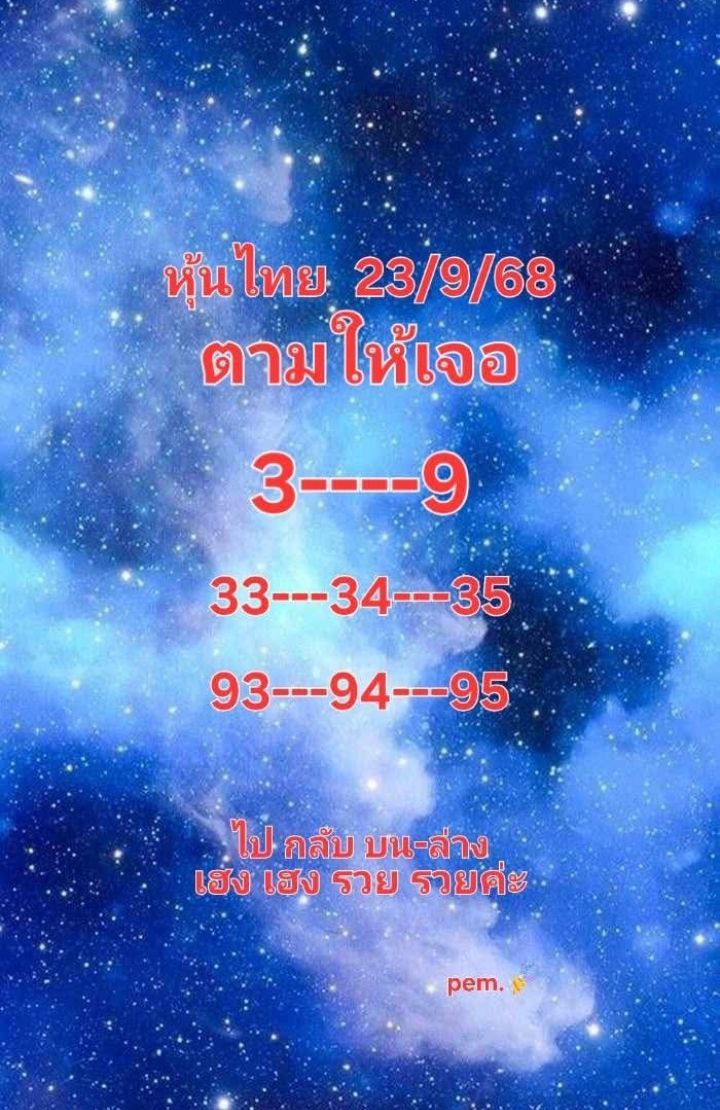 หุ้นไทย 23/9/68
ตามให้เจอ
3----9
33---34---35
93---94---95
ไป กลับ บน-ล่าง
เฮง เฮง รวย รวยค่ะ
pem.